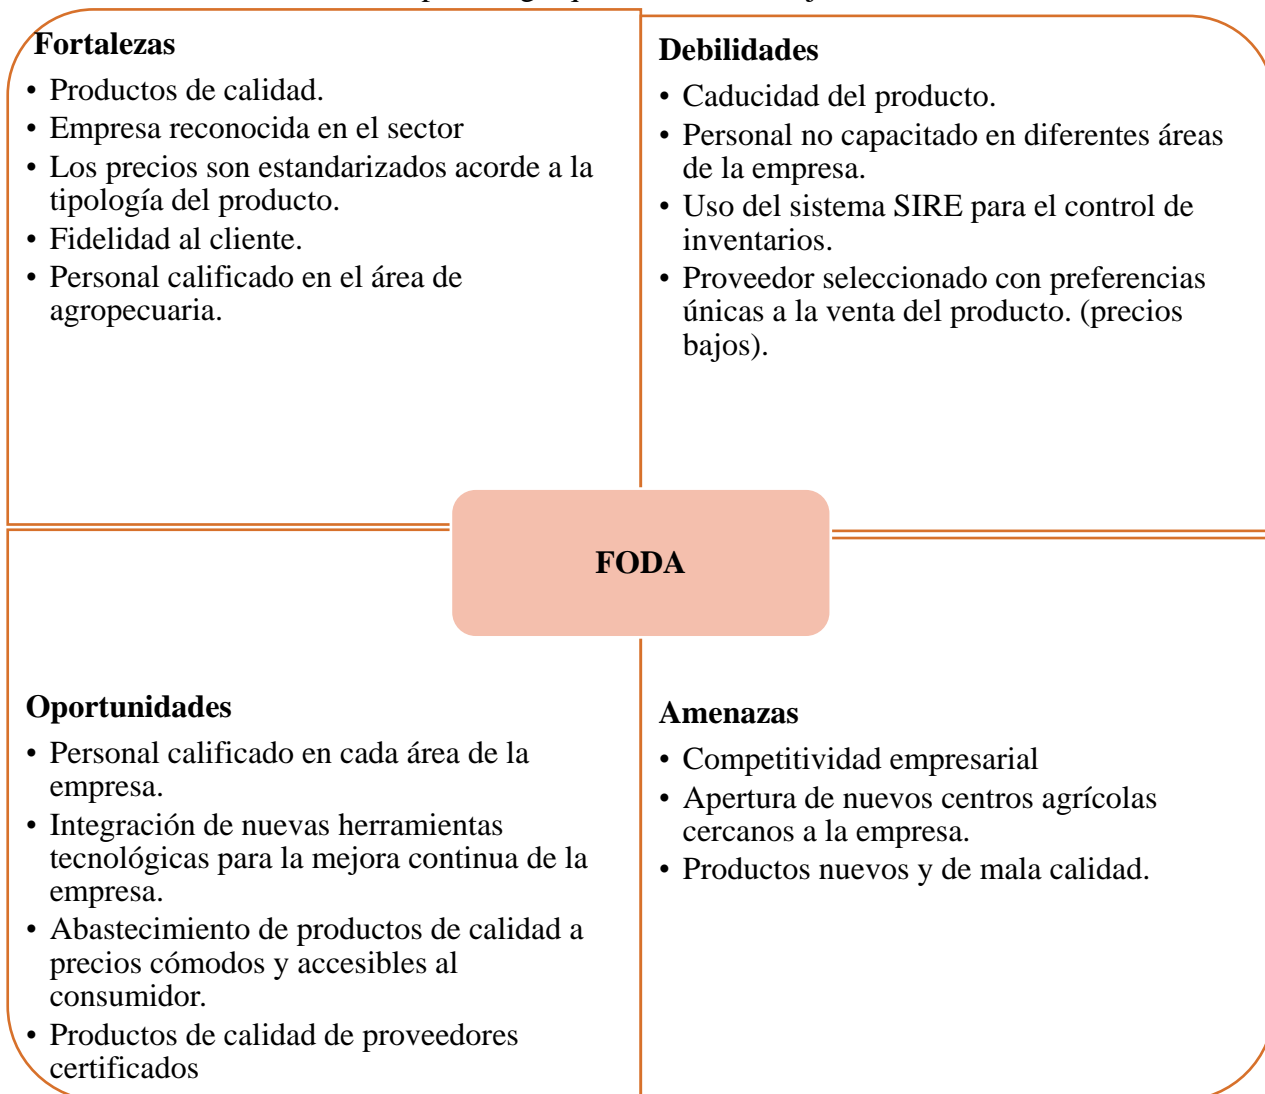 Fortalezas
• Productos de calidad.
• Empresa reconocida en el sector
• Los precios son estandarizados acorde a la
tipología del producto.
• Fidelidad al cliente.
• Personal calificado en el área de
agropecuaria.
Debilidades
• Caducidad del producto.
• Personal no capacitado en diferentes áreas
de la empresa.
• Uso del sistema SIRE para el control de
inventarios.
• Proveedor seleccionado con preferencias
únicas a la venta del producto. (precios
bajos).
FODA
Oportunidades
• Personal calificado en cada área de la
empresa.
• Integración de nuevas herramientas
tecnológicas para la mejora continua de la
empresa.
• Abastecimiento de productos de calidad a
precios cómodos y accesibles al
consumidor.
• Productos de calidad de proveedores
certificados
Amenazas
• Competitividad empresarial
• Apertura de nuevos centros agrícolas
cercanos a la empresa.
• Productos nuevos y de mala calidad.